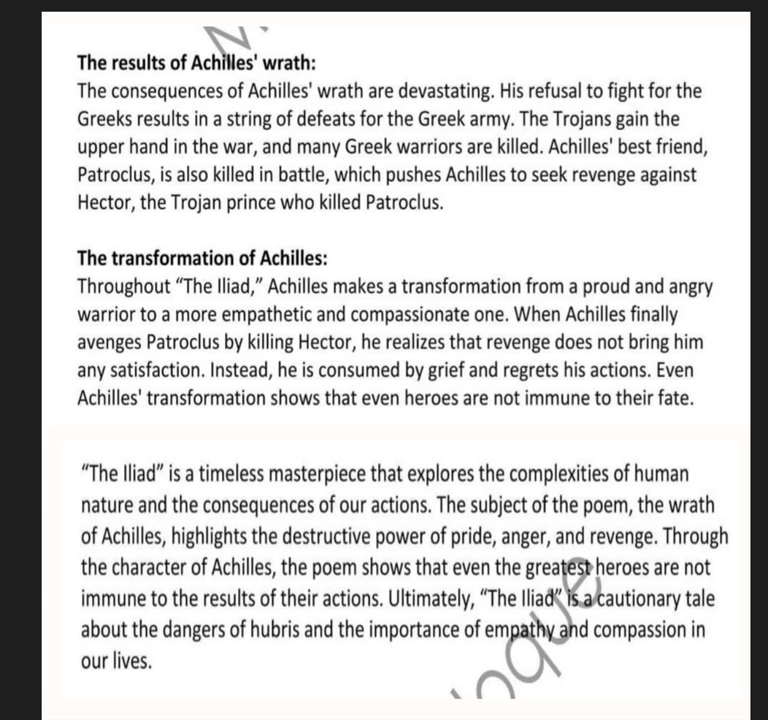 The results of Achilles' wrath:
The consequences of Achilles' wrath are devastating. His refusal to fight for the
Greeks results in a string of defeats for the Greek army. The Trojans gain the
upper hand in the war, and many Greek warriors are killed. Achilles' best friend,
Patroclus, is also killed in battle, which pushes Achilles to seek revenge against
Hector, the Trojan prince who killed Patroclus.
The transformation of Achilles:
Throughout “The Iliad,” Achilles makes a transformation from a proud and angry
warrior to a more empathetic and compassionate one. When Achilles finally
avenges Patroclus by killing Hector, he realizes that revenge does not bring him
any satisfaction. Instead, he is consumed by grief and regrets his actions. Even
Achilles' transformation shows that even heroes are not immune to their fate.
“The Iliad” is a timeless masterpiece that explores the complexities of human
nature and the consequences of our actions. The subject of the poem, the wrath
of Achilles, highlights the destructive power of pride, anger, and revenge. Through
the character of Achilles, the poem shows that even the greatest heroes are not
immune to the results of their actions. Ultimately, “The Iliad” is a cautionary tale
about the dangers of hubris and the importance of empathy and compassion in
our lives.